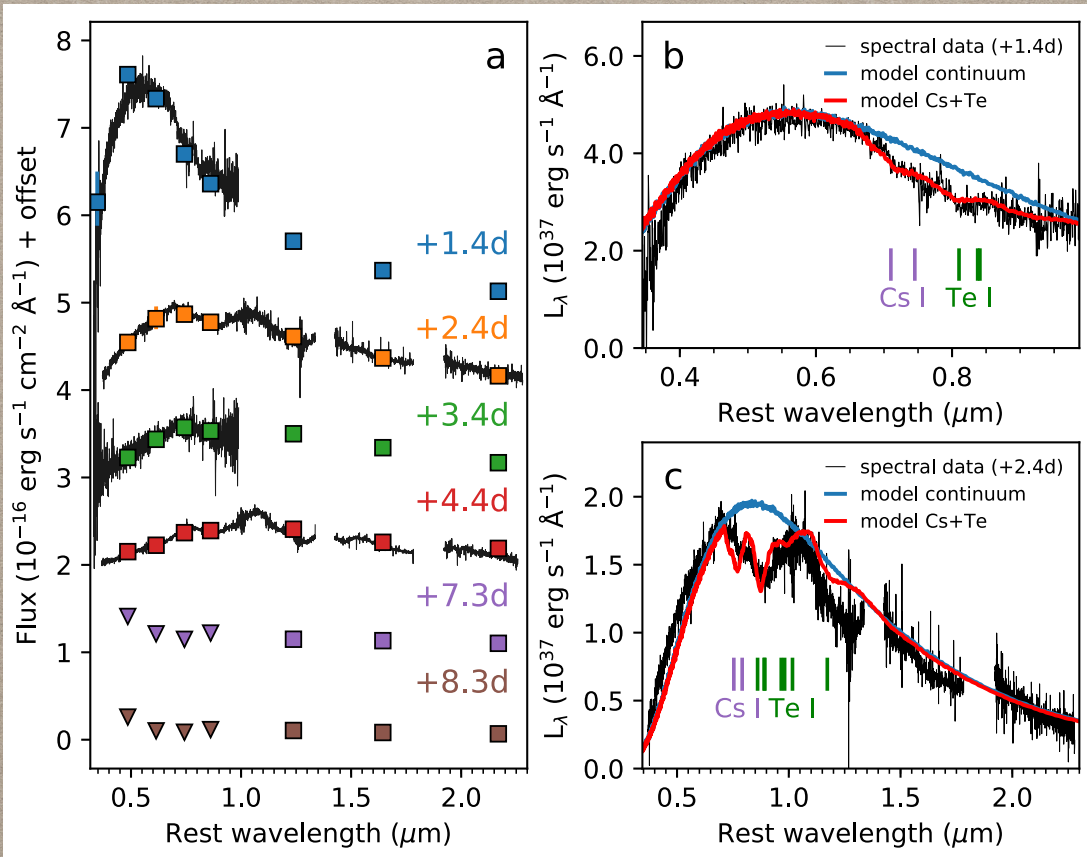 a
8
7
6
5
4
3
2
1
0
+1.4d
+2.4d
+3.4d
+4.4d
+7.3d
+8.3d
0.5
1.0
1.5
2.0
Rest wavelength (μm)
Flux (10⁻¹⁶ erg s⁻¹ cm⁻² Å⁻¹) + offset
b
spectral data (+1.4d)
model continuum
model Cs+Te
6.0
4.0
2.0
0.0
Cs I
Te I
0.4
0.6
0.8
Rest wavelength (μm)
L_λ (10³⁷ erg s⁻¹ Å⁻¹)
c
spectral data (+2.4d)
model continuum
model Cs+Te
2.0
1.5
1.0
0.5
0.0
Cs I
Te I
0.5
1.0
1.5
2.0
Rest wavelength (μm)
L_λ (10³⁷ erg s⁻¹ Å⁻¹)